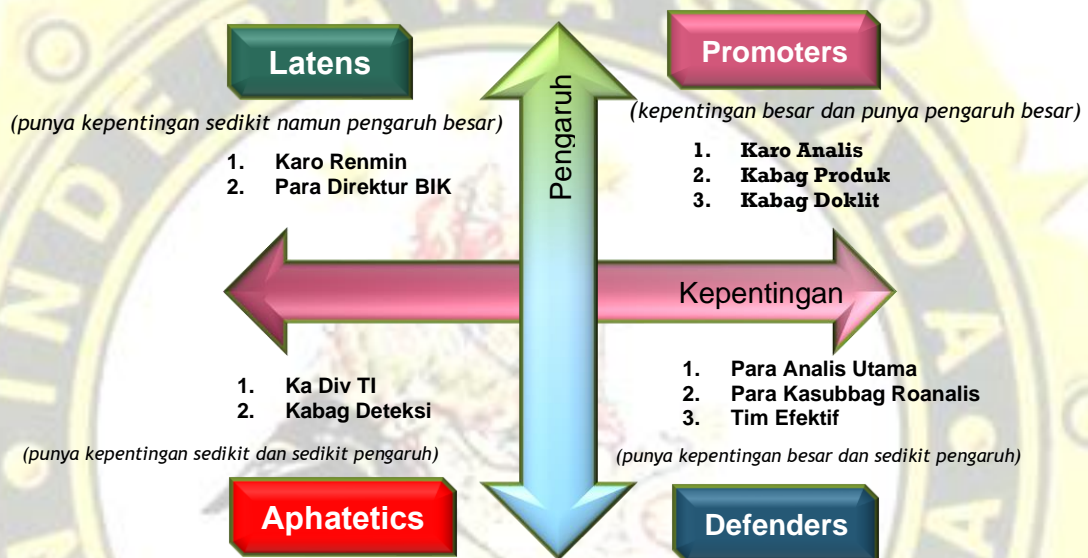 Latens
(punya kepentingan sedikit namun pengaruh besar)
1. Karo Renmin
2. Para Direktur BIK
Promoters
(kepentingan besar dan punya pengaruh besar)
1. Karo Analis
2. Kabag Produk
3. Kabag Doklit
Pengaruh
Kepentingan
1. Ka Div TI
2. Kabag Deteksi
(punya kepentingan sedikit dan sedikit pengaruh)
Aphatetics
1. Para Analis Utama
2. Para Kasubbag Roanalis
3. Tim Efektif
(punya kepentingan besar dan sedikit pengaruh)
Defenders